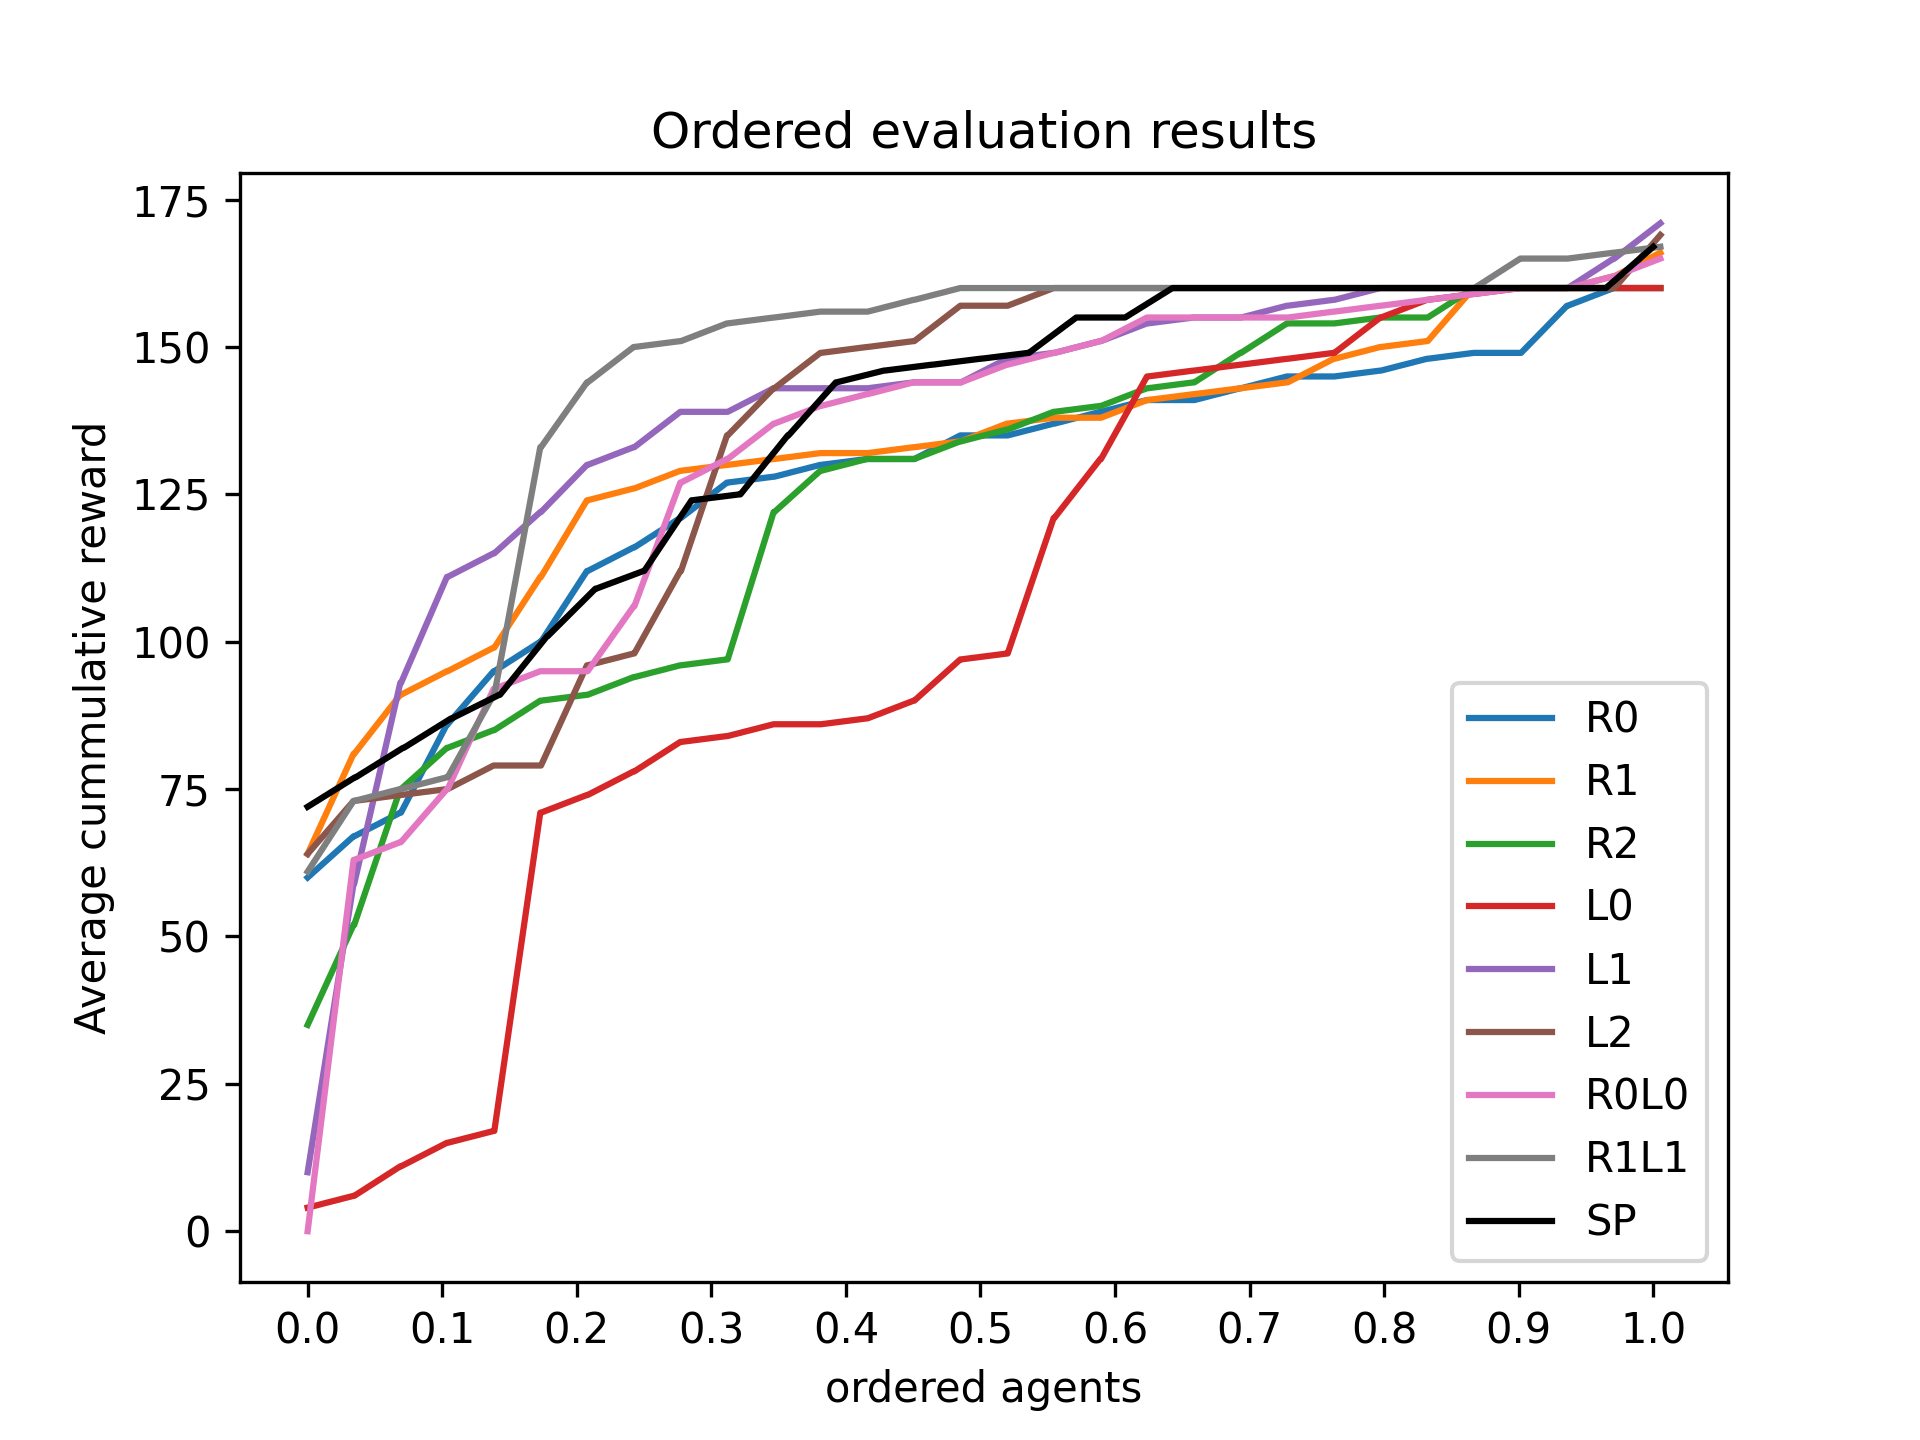 Ordered evaluation results
Average cummulative reward
175
150
125
100
75
50
25
0
0.0 0.1 0.2 0.3 0.4 0.5 0.6 0.7 0.8 0.9 1.0
ordered agents
R0
R1
R2
L0
L1
L2
R0L0
R1L1
SP